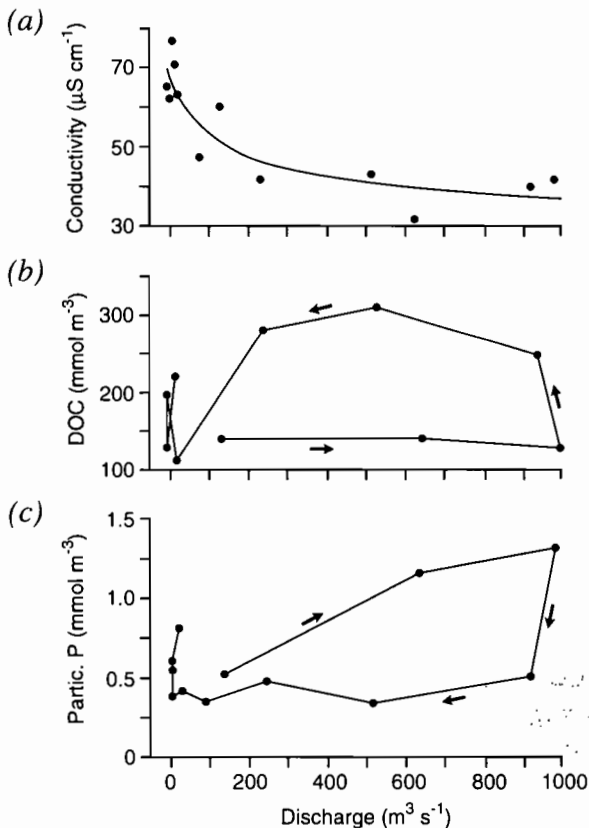 (a)
Conductivity (µS cm⁻¹)
70
50
30
(b)
DOC (mmol m⁻³)
300
200
100
(c)
Partic. P (mmol m⁻³)
1.5
1.0
0.5
0
0 200 400 600 800 1000
Discharge (m³ s⁻¹)